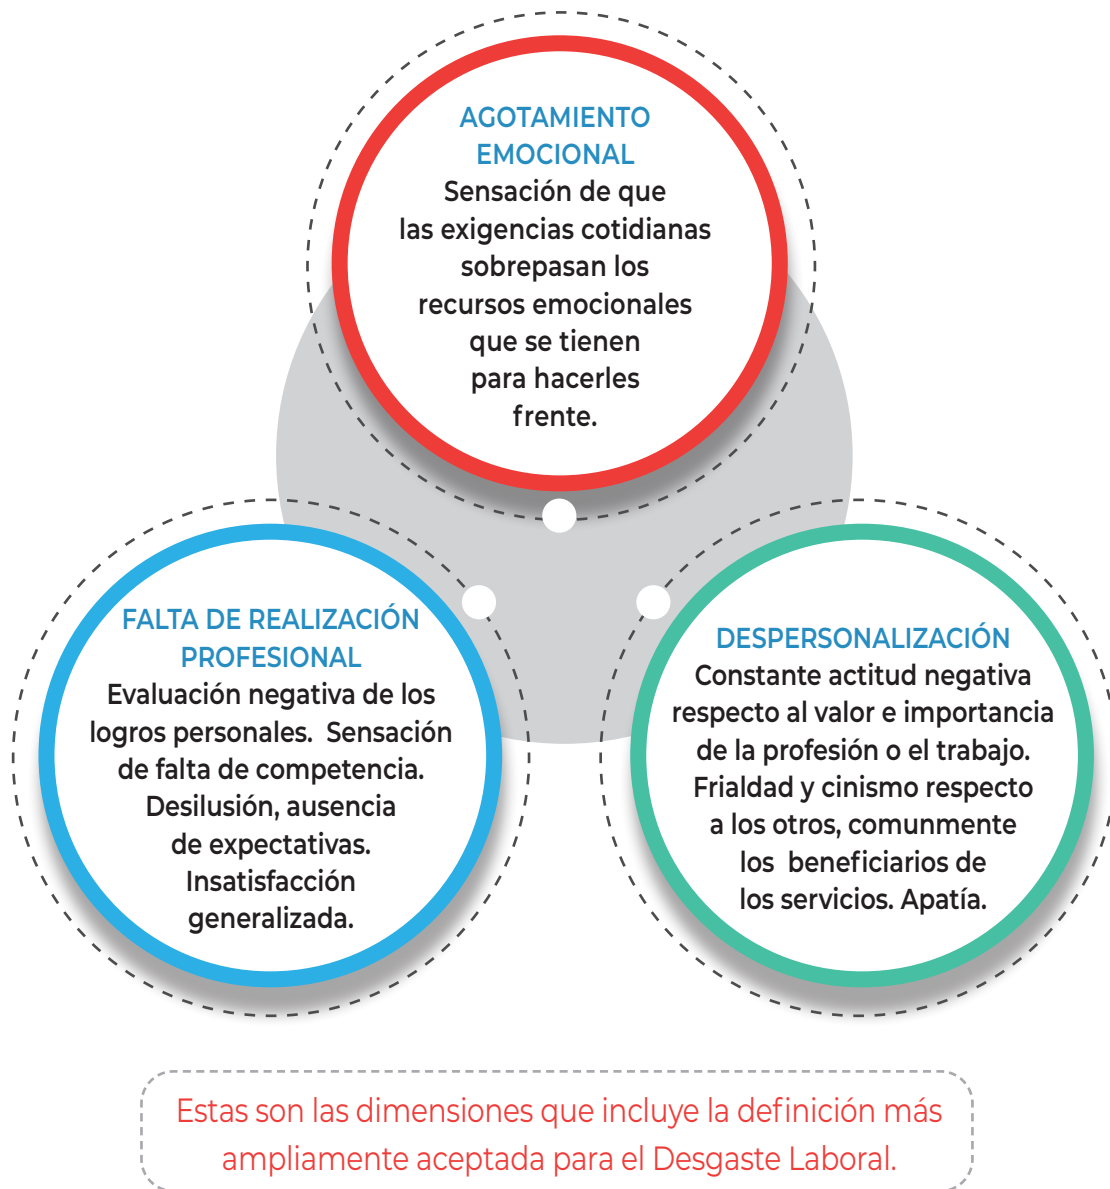 AGOTAMIENTO
EMOCIONAL
Sensación de que
las exigencias cotidianas
sobrepasan los
recursos emocionales
que se tienen
para hacerles
frente.
FALTA DE REALIZACIÓN
PROFESIONAL
Evaluación negativa de los
logros personales.  Sensación
de falta de competencia.
Desilusión, ausencia
de expectativas.
Insatisfacción
generalizada.
DESPERSONALIZACIÓN
Constante actitud negativa
respecto al valor e importancia
de la profesión o el trabajo.
Frialdad y cinismo respecto
a los otros, comunmente
los  beneficiarios de
los servicios. Apatía.
Estas son las dimensiones que incluye la definición más
ampliamente aceptada para el Desgaste Laboral.